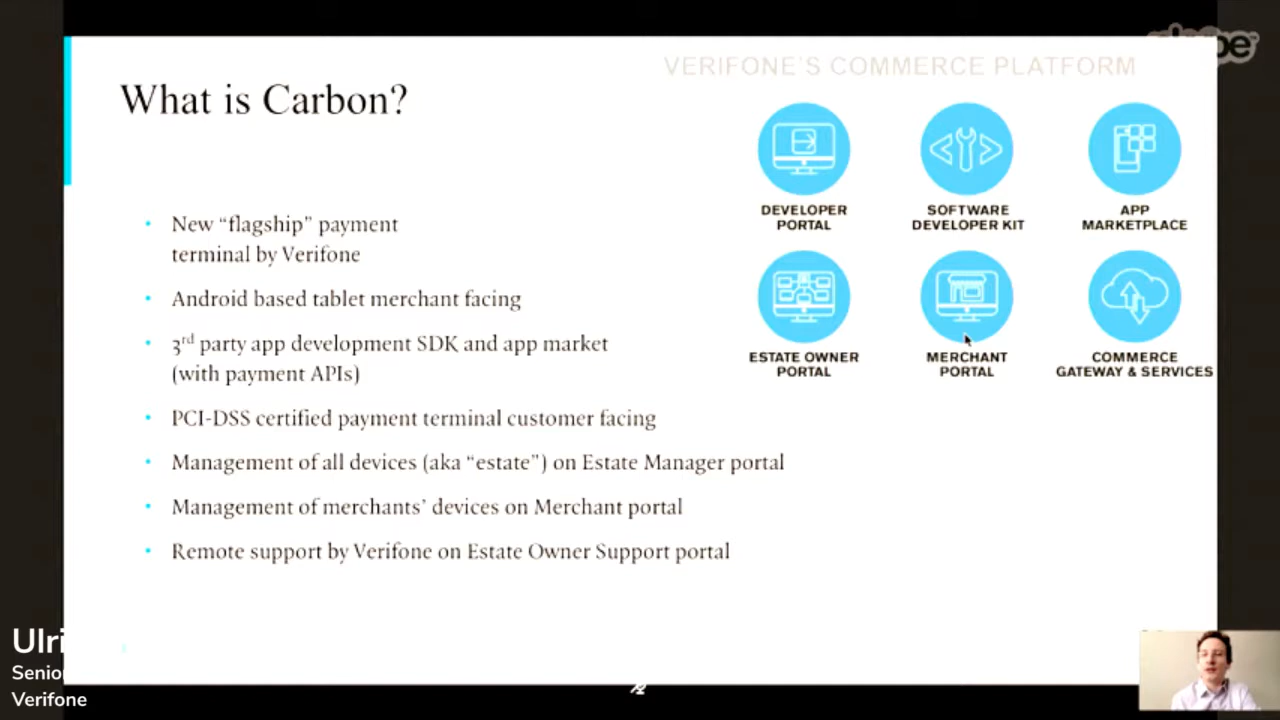 VERIFONE'S COMMERCE PLATFORM
What is Carbon?
DEVELOPER
PORTAL
SOFTWARE
DEVELOPER KIT
APP
MARKETPLACE
• New “flagship” payment
terminal by Verifone
• Android based tablet merchant facing
• 3rd party app development SDK and app market
(with payment APIs)
• PCI-DSS certified payment terminal customer facing
• Management of all devices (aka “estate”) on Estate Manager portal
• Management of merchants’ devices on Merchant portal
• Remote support by Verifone on Estate Owner Support portal
ESTATE OWNER
PORTAL
MERCHANT
PORTAL
COMMERCE
GATEWAY & SERVICES
Verifone